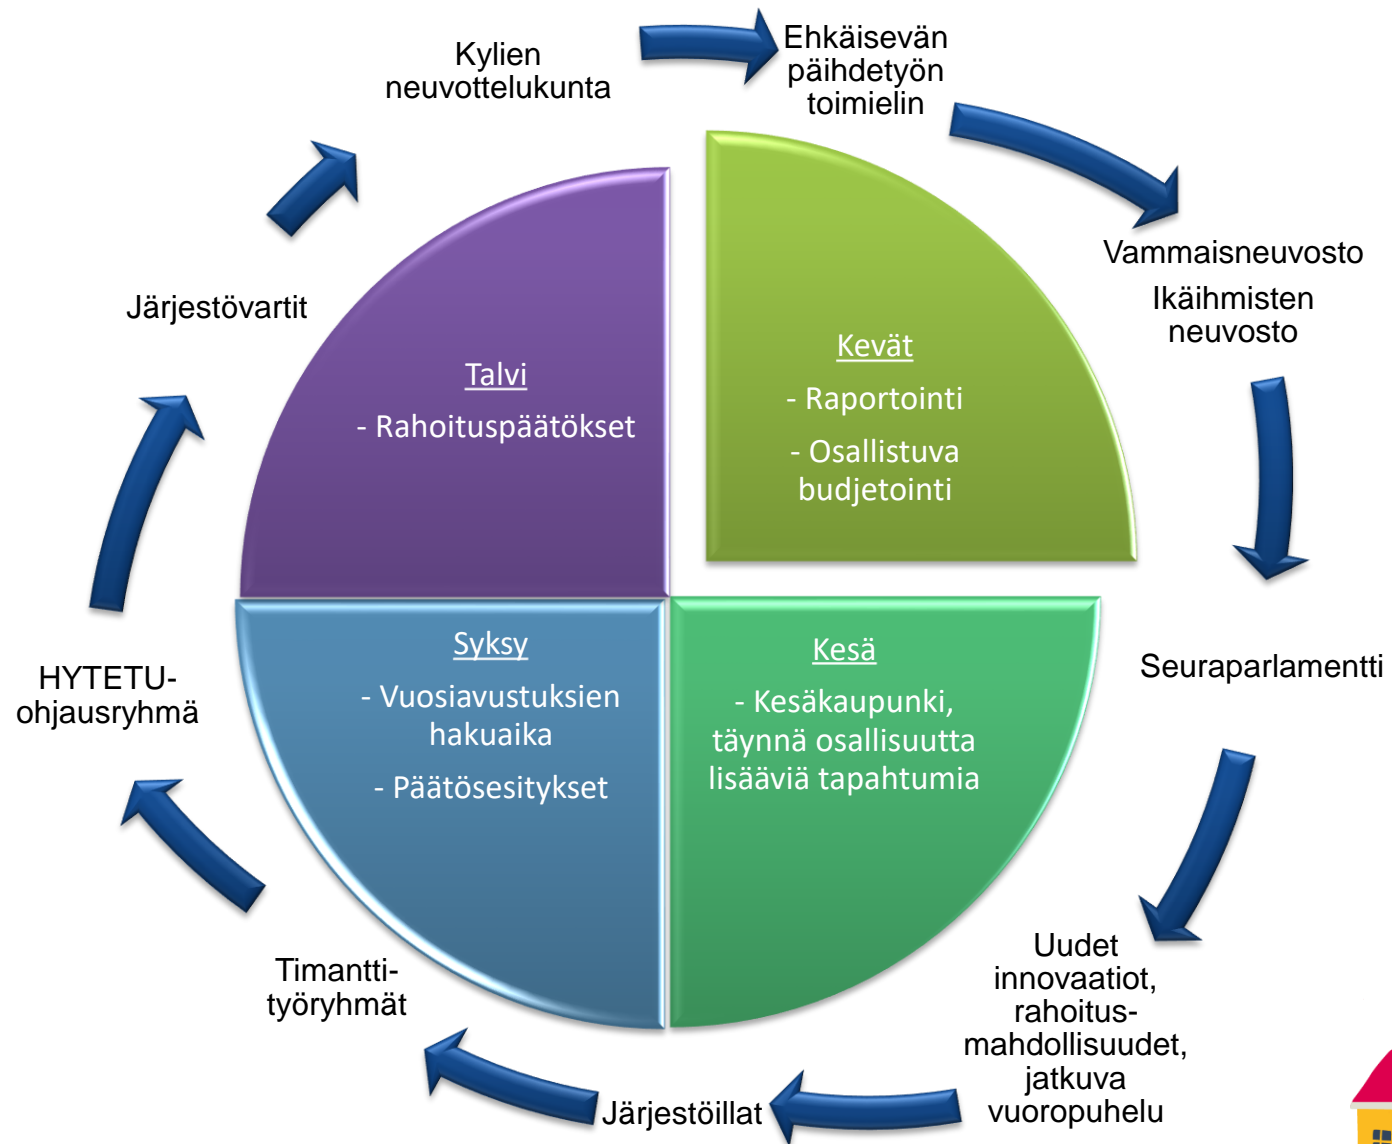 Kylien
neuvottelukunta
Ehkäisevän
päihdetyön
toimielin
Vammaisneuvosto
Ikäihmisten
neuvosto
Seuraparlamentti
Uudet
innovaatiot,
rahoitus-
mahdollisuudet,
jatkuva
vuoropuhelu
Järjestöillat
Timantti-
työryhmät
HYTETU-
ohjausryhmä
Järjestövartit
Talvi
- Rahoituspäätökset
Kevät
- Raportointi
- Osallistuva
budjetointi
Syksy
- Vuosiavustuksien
hakuaika
- Päätösesitykset
Kesä
- Kesäkaupunki,
täynnä osallisuutta
lisääviä tapahtumia